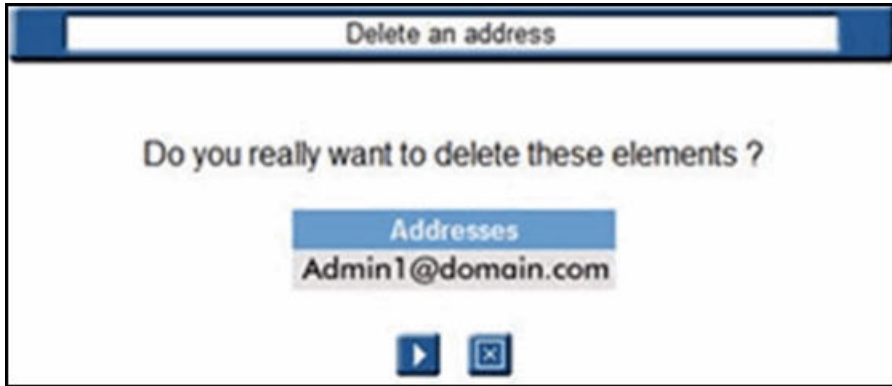 Delete an address
Do you really want to delete these elements ?
Addresses
Admin1@domain.com